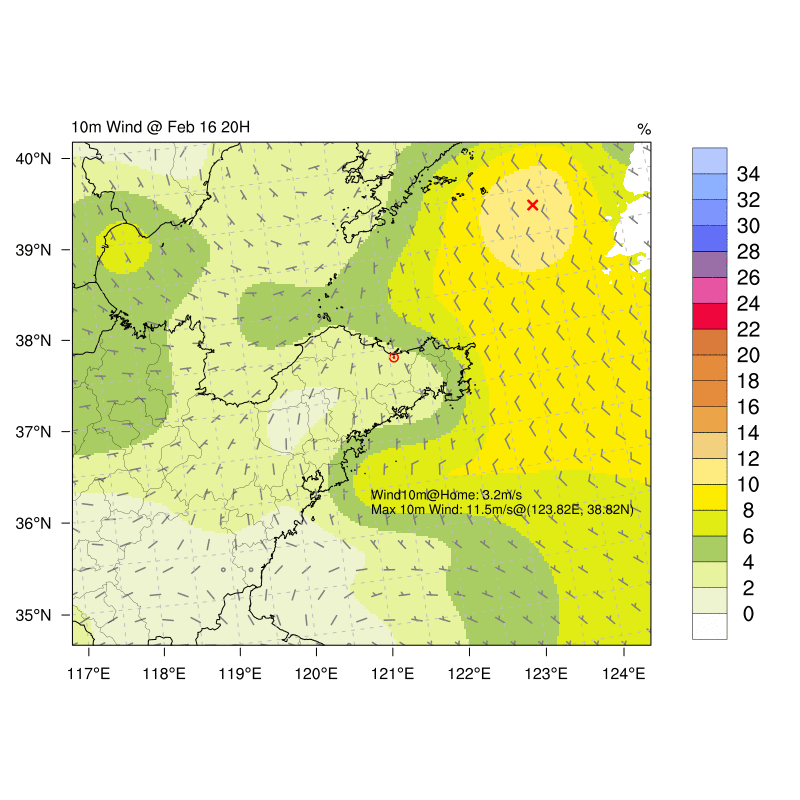 10m Wind @ Feb 16 20H
%
40°N
39°N
38°N
37°N
36°N
35°N
117°E 118°E 119°E 120°E 121°E 122°E 123°E 124°E
Wind10m@Home: 3.2m/s
Max 10m Wind: 11.5m/s@(123.82E, 38.82N)
34
32
30
28
26
24
22
20
18
16
14
12
10
8
6
4
2
0